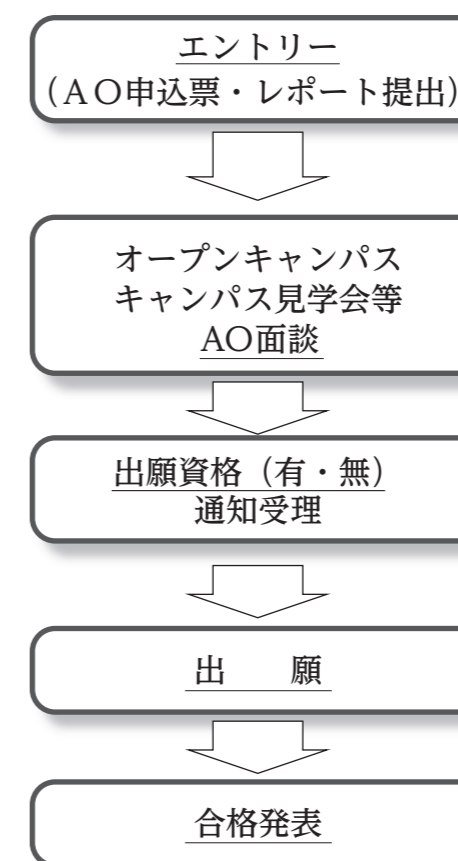 エントリー
(ＡＯ申込票・レポート提出)
オープンキャンパス
キャンパス見学会等
AO面談
出願資格（有・無）
通知受理
出　　願
合格発表